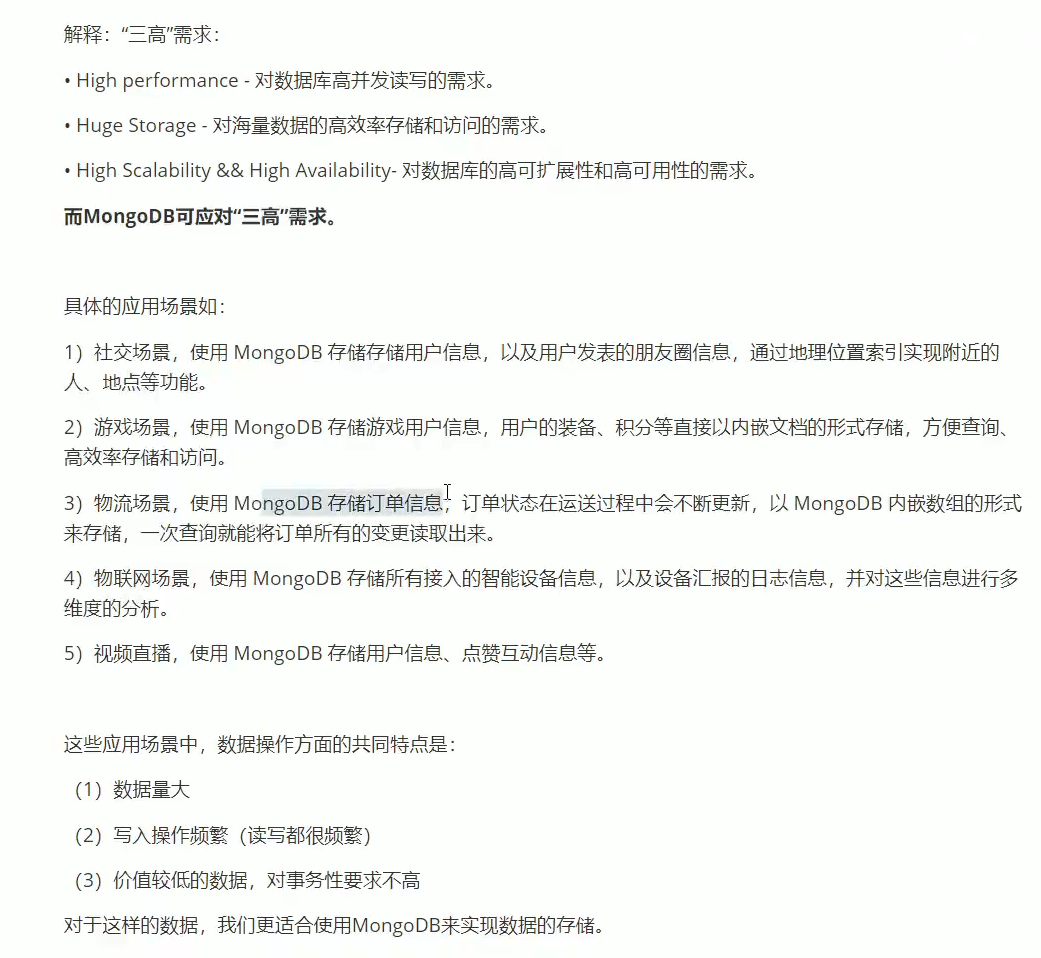 解释：“三高”需求：
• High performance - 对数据库高并发读写的需求。
• Huge Storage - 对海量数据的高效率存储和访问的需求。
• High Scalability && High Availability- 对数据库的高可扩展性和高可用性的需求。
而MongoDB可应对“三高”需求。
具体的应用场景如：
1）社交场景，使用 MongoDB 存储存储用户信息，以及用户发表的朋友圈信息，通过地理位置索引实现附近的
人、地点等功能。
2）游戏场景，使用 MongoDB 存储游戏用户信息，用户的装备、积分等直接以内嵌文档的形式存储，方便查询、
高效率存储和访问。
3）物流场景，使用 MongoDB 存储订单信息，订单状态在运送过程中会不断更新，以 MongoDB 内嵌数组的形式
来存储，一次查询就能将订单所有的变更读取出来。
4）物联网场景，使用 MongoDB 存储所有接入的智能设备信息，以及设备汇报的日志信息，并对这些信息进行多
维度的分析。
5）视频直播，使用 MongoDB 存储用户信息、点赞互动信息等。
这些应用场景中，数据操作方面的共同特点是：
（1）数据量大
（2）写入操作频繁（读写都很频繁）
（3）价值较低的数据，对事务性要求不高
对于这样的数据，我们更适合使用MongoDB来实现数据的存储。